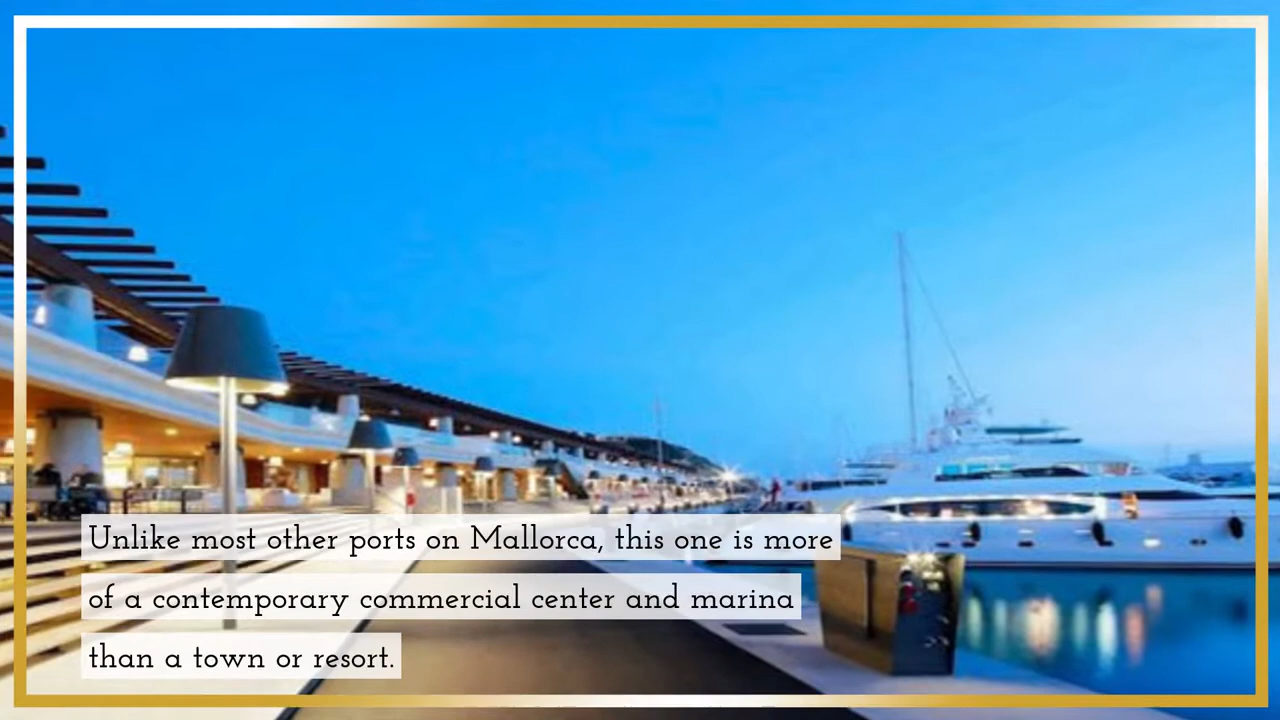 Unlike most other ports on Mallorca, this one is more
of a contemporary commercial center and marina
than a town or resort.